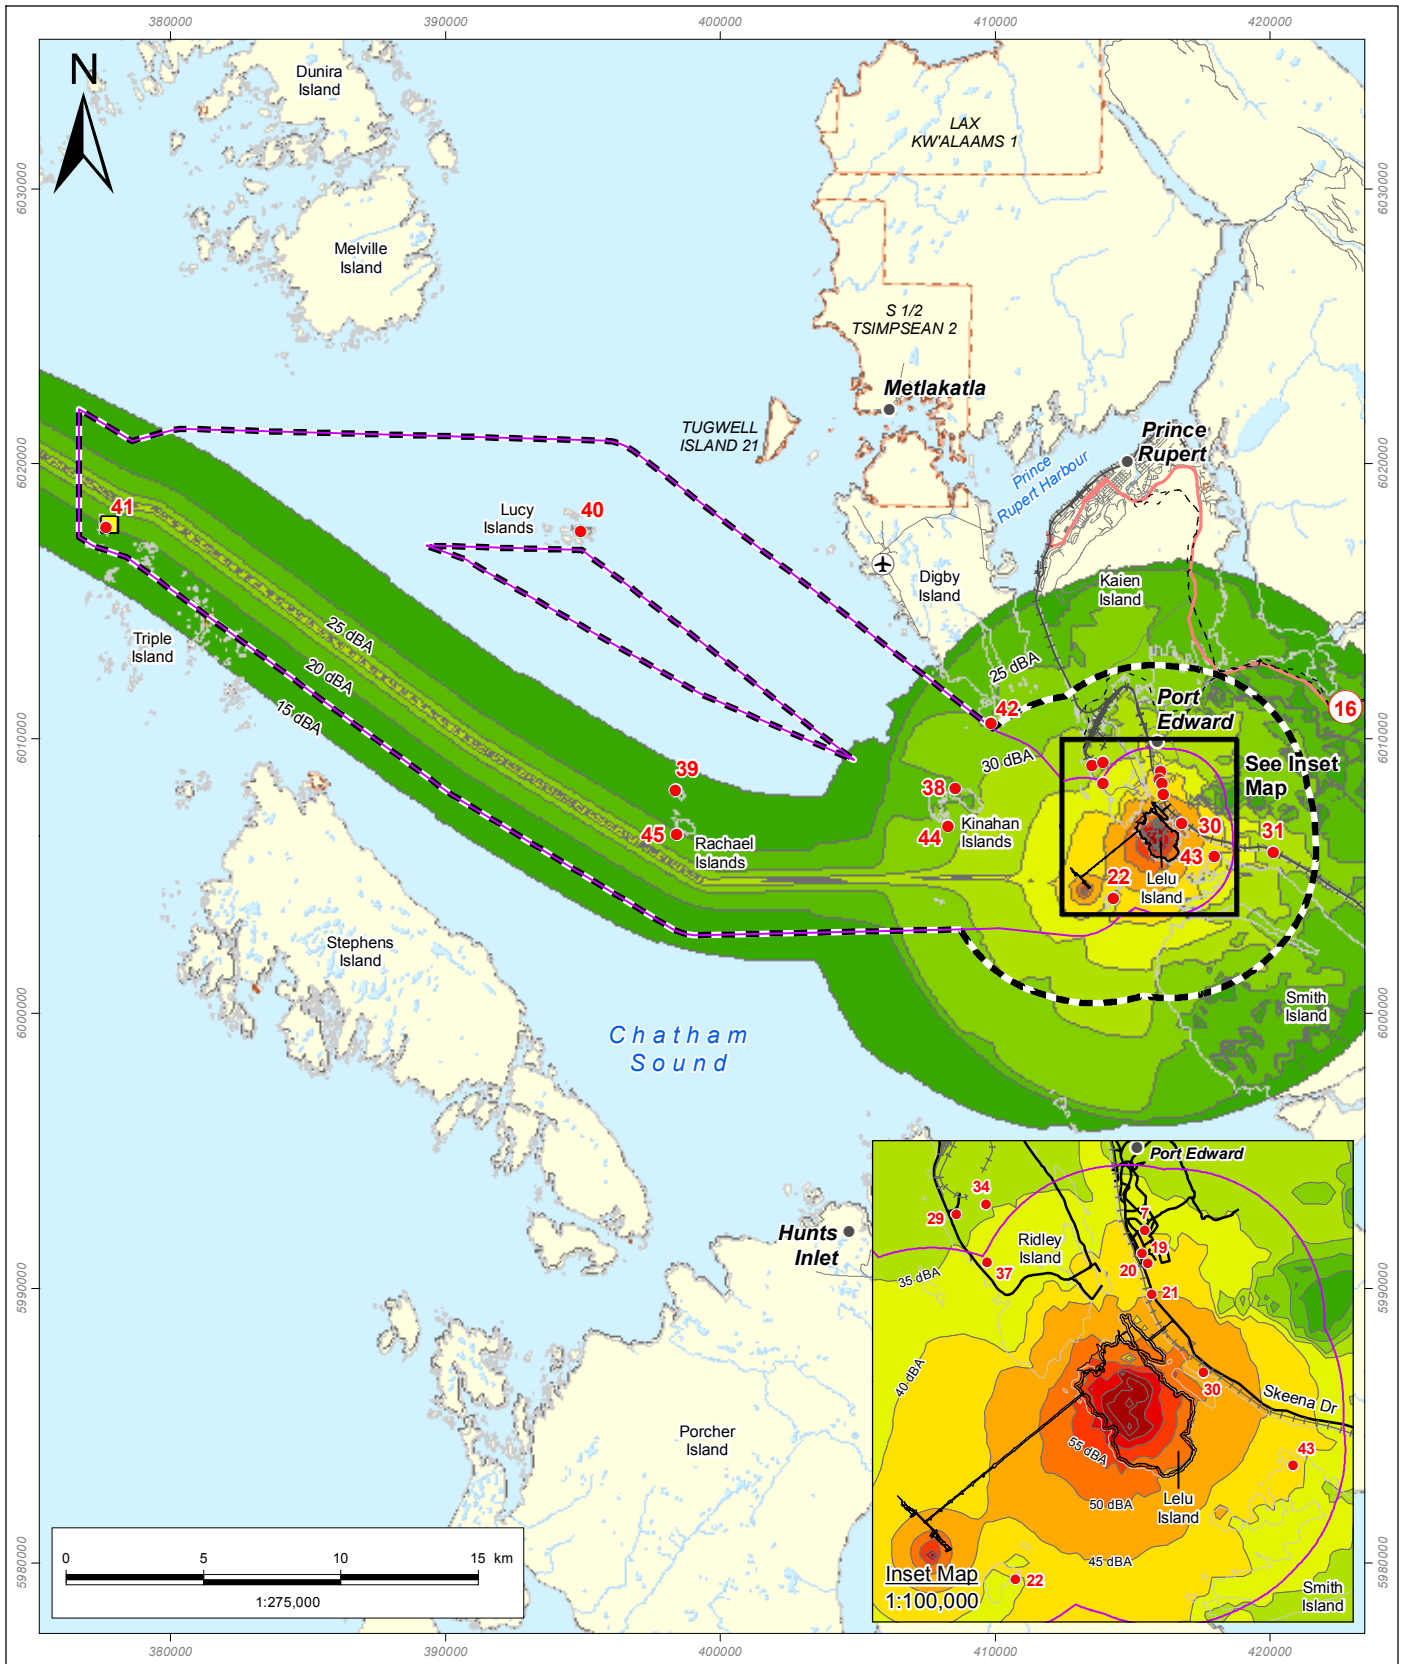 380000
390000
400000
410000
420000
N
Dunira
Island
LAX
KW'ALAAMS 1
6030000
6030000
Melville
Island
S 1/2
TSIMPSEAN 2
Metlakatla
TUGWELL
ISLAND 21
Prince
Rupert
Prince
Rupert Harbour
6020000
6020000
41
40
Lucy
Islands
Digby
Island
Kaien
Island
Triple
Island
25 dBA
20 dBA
15 dBA
25 dBA
42
Port
Edward
16
30 dBA
6010000
6010000
See Inset
Map
39
38
45
Rachael
Islands
44
Kinahan
Islands
30
31
43
22
Lelu
Island
Stephens
Island
6000000
6000000
Smith
Island
Chatham
Sound
Port Edward
34
29
7
Ridley
Island
19
20
37
35 dBA
21
Hunts
Inlet
5990000
5990000
40 dBA
30
Skeena Dr
43
55 dBA
50 dBA
Lelu
Island
45 dBA
Porcher
Island
22
Inset Map
1:100,000
Smith
Island
0
5
10
15 km
1:275,000
5980000
5980000
380000
390000
400000
410000
420000